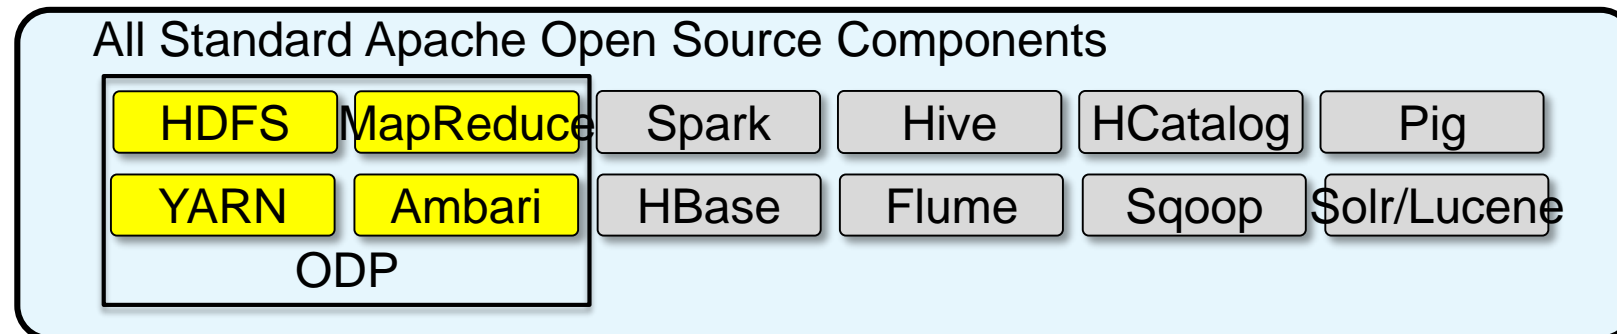 All Standard Apache Open Source Components
HDFS MapReduce Spark Hive HCatalog Pig
YARN Ambari HBase Flume Sqoop Solr/Lucene
ODP